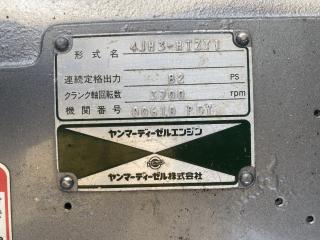 形式名 4JH3-HTZY1
連続定格出力 82 PS
クランク軸回転数 3700 rpm
機関番号
ヤンマーディーゼルエンジン
ヤンマーディーゼル株式会社